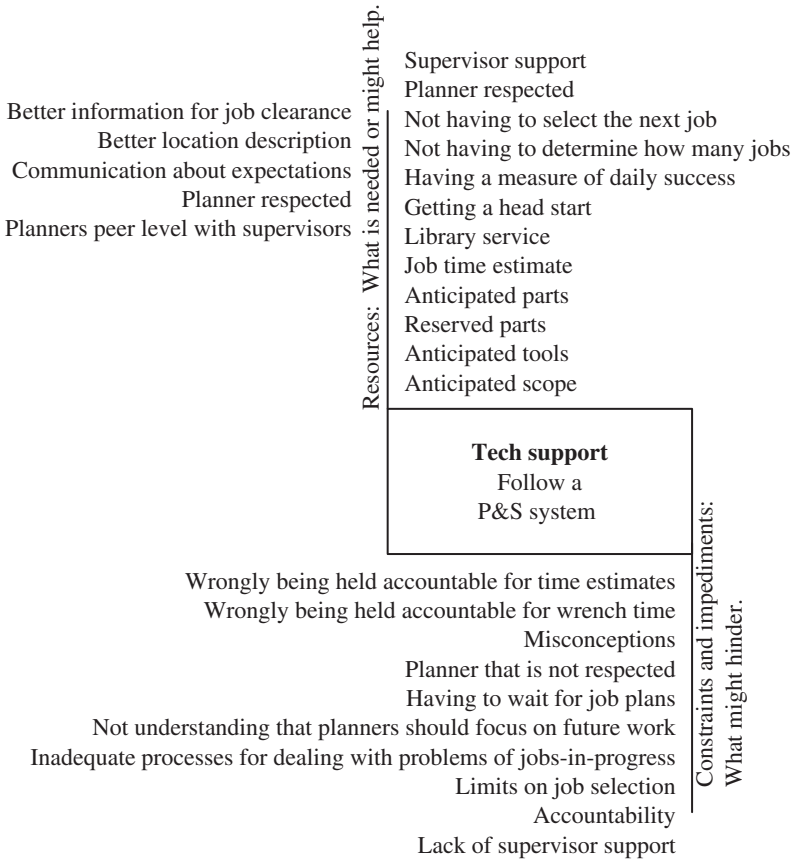 Resources: What is needed or might help.
Better information for job clearance
Better location description
Communication about expectations
Planner respected
Planners peer level with supervisors
Supervisor support
Planner respected
Not having to select the next job
Not having to determine how many jobs
Having a measure of daily success
Getting a head start
Library service
Job time estimate
Anticipated parts
Reserved parts
Anticipated tools
Anticipated scope
Tech support
Follow a
P&S system
Wrongly being held accountable for time estimates
Wrongly being held accountable for wrench time
Misconceptions
Planner that is not respected
Having to wait for job plans
Not understanding that planners should focus on future work
Inadequate processes for dealing with problems of jobs-in-progress
Limits on job selection
Accountability
Lack of supervisor support
Constraints and impediments:
What might hinder.